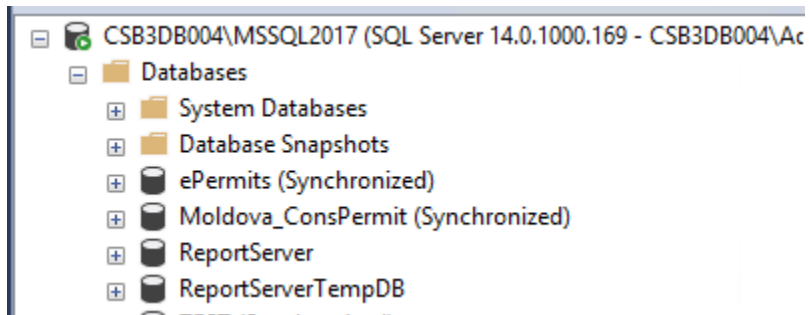 CSB3DB004\MSSQL2017 (SQL Server 14.0.1000.169 - CSB3DB004\Ac
Databases
System Databases
Database Snapshots
ePermits (Synchronized)
Moldova_ConsPermit (Synchronized)
ReportServer
ReportServerTempDB